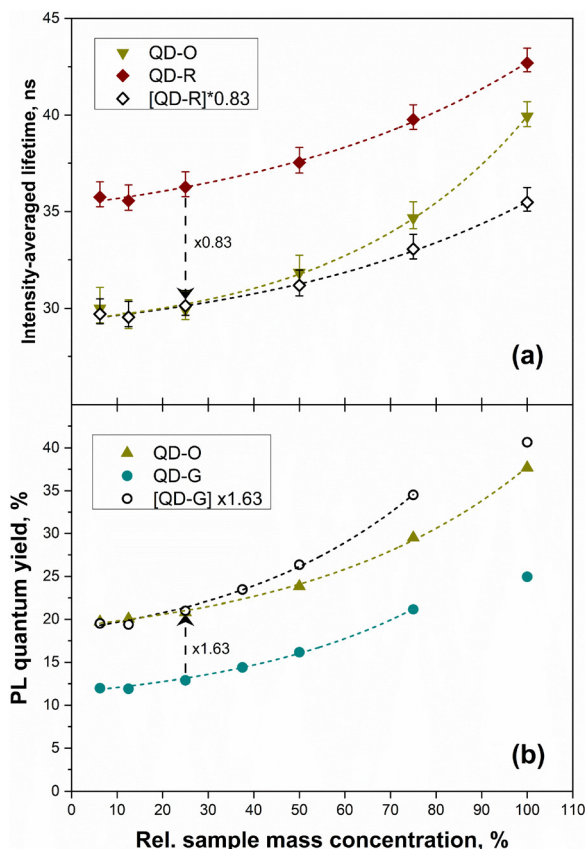 45
40
35
30
Intensity-averaged lifetime, ns
QD-O
QD-R
[QD-R]*0.83
x0.83
(a)
40
35
30
25
20
15
10
5
0
PL quantum yield, %
QD-O
QD-G
[QD-G] x1.63
x1.63
(b)
0 10 20 30 40 50 60 70 80 90 100 110
Rel. sample mass concentration, %